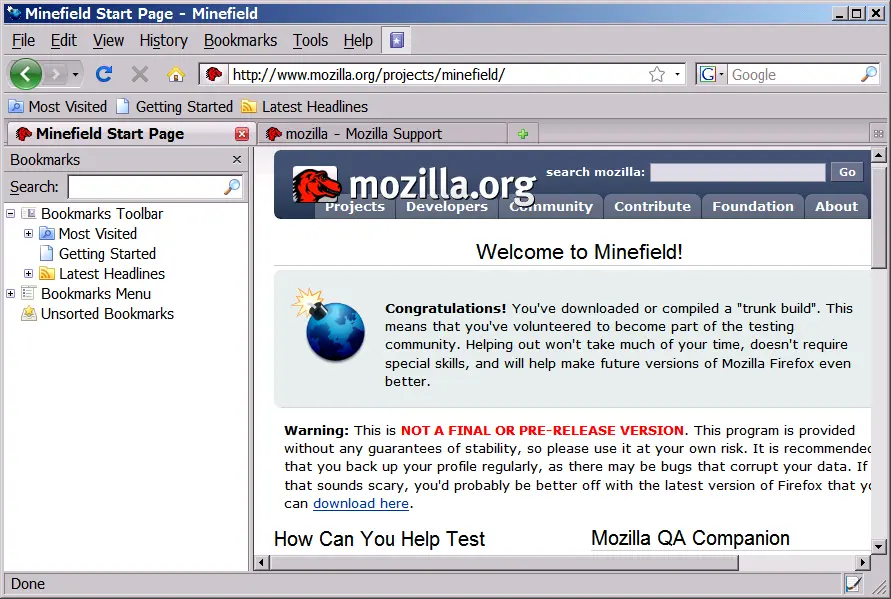 Minefield Start Page - Minefield
File Edit View History Bookmarks Tools Help
http://www.mozilla.org/projects/minefield/
G Google
Most Visited Getting Started Latest Headlines
Minefield Start Page mozilla - Mozilla Support
Bookmarks
Search:
Bookmarks Toolbar
Most Visited
Getting Started
Latest Headlines
Bookmarks Menu
Unsorted Bookmarks
mozilla.org search mozilla: Go
Projects Developers Community Contribute Foundation About
Welcome to Minefield!
Congratulations! You've downloaded or compiled a "trunk build". This
means that you've volunteered to become part of the testing
community. Helping out won't take much of your time, doesn't require
special skills, and will help make future versions of Mozilla Firefox even
better.
Warning: This is NOT A FINAL OR PRE-RELEASE VERSION. This program is provided
without any guarantees of stability, so please use it at your own risk. It is recommended
that you back up your profile regularly, as there may be bugs that corrupt your data. If
that sounds scary, you'd probably be better off with the latest version of Firefox that yo
can download here.
How Can You Help Test Mozilla QA Companion
Done